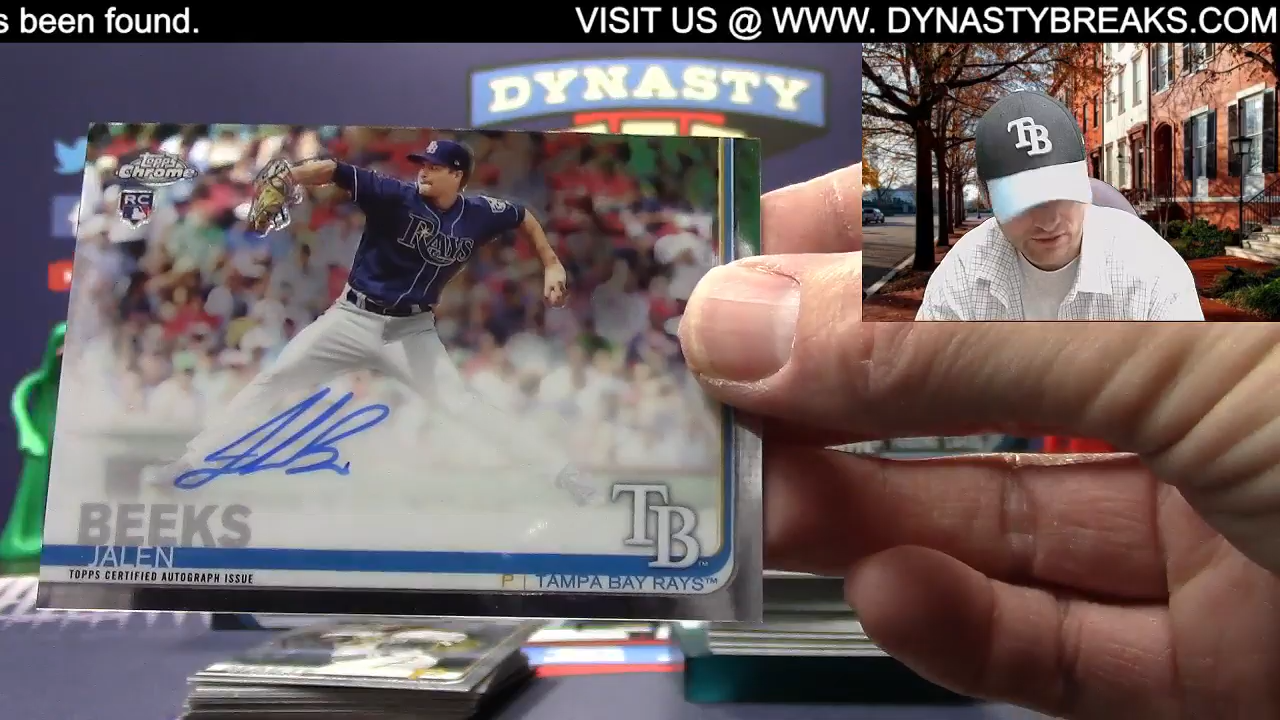 s been found.
VISIT US @ WWW. DYNASTYBREAKS.COM
DYNASTY
Topps
Chrome
RC
RAYS
TB
BEEKS
JALEN
TOPPS CERTIFIED AUTOGRAPH ISSUE
TB
P | TAMPA BAY RAYS™